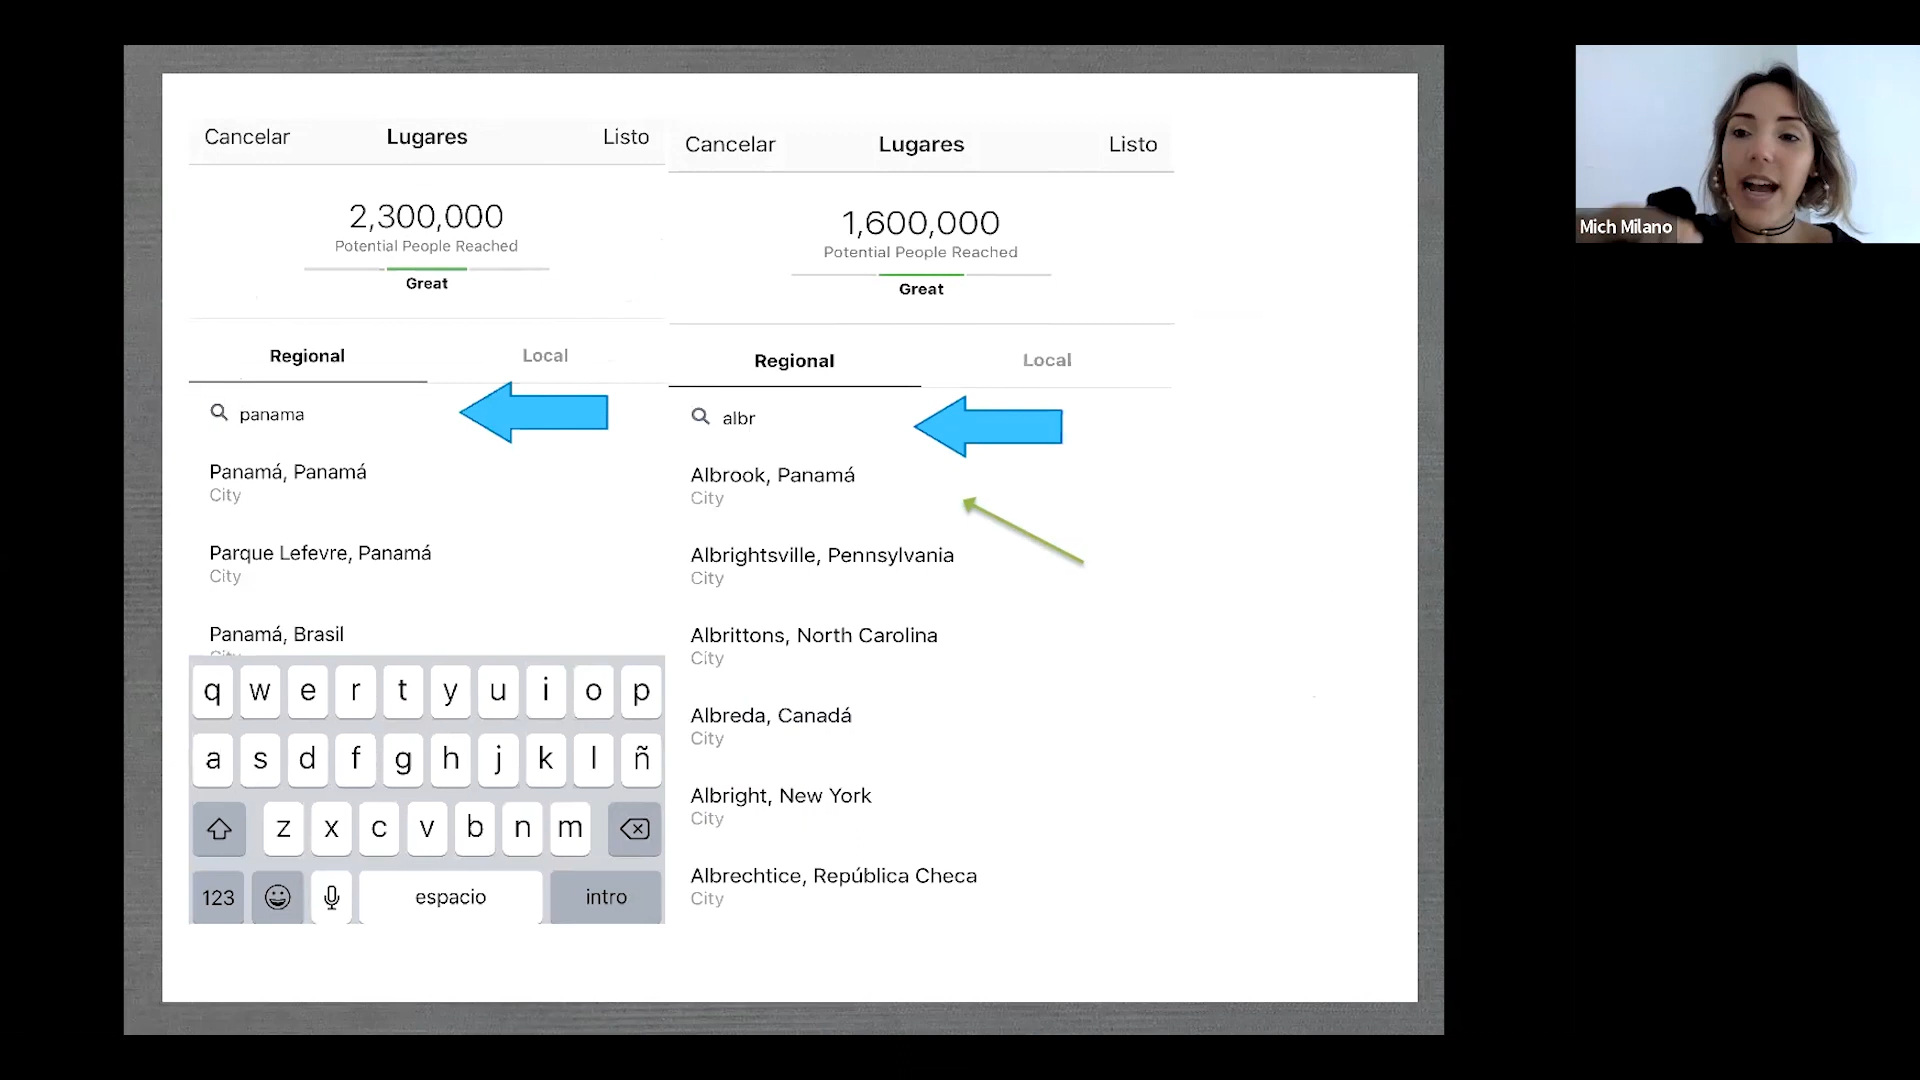 Cancelar Lugares Listo
2,300,000
Potential People Reached
Great
Regional Local
panama
Panamá, Panamá
City
Parque Lefevre, Panamá
City
Panamá, Brasil
City
q w e r t y u i o p
a s d f g h j k l ñ
z x c v b n m
123 espacio intro
Cancelar Lugares Listo
1,600,000
Potential People Reached
Great
Regional Local
albr
Albrook, Panamá
City
Albrightsville, Pennsylvania
City
Albrittons, North Carolina
City
Albreda, Canadá
City
Albright, New York
City
Albrechtice, República Checa
City
Mich Milano